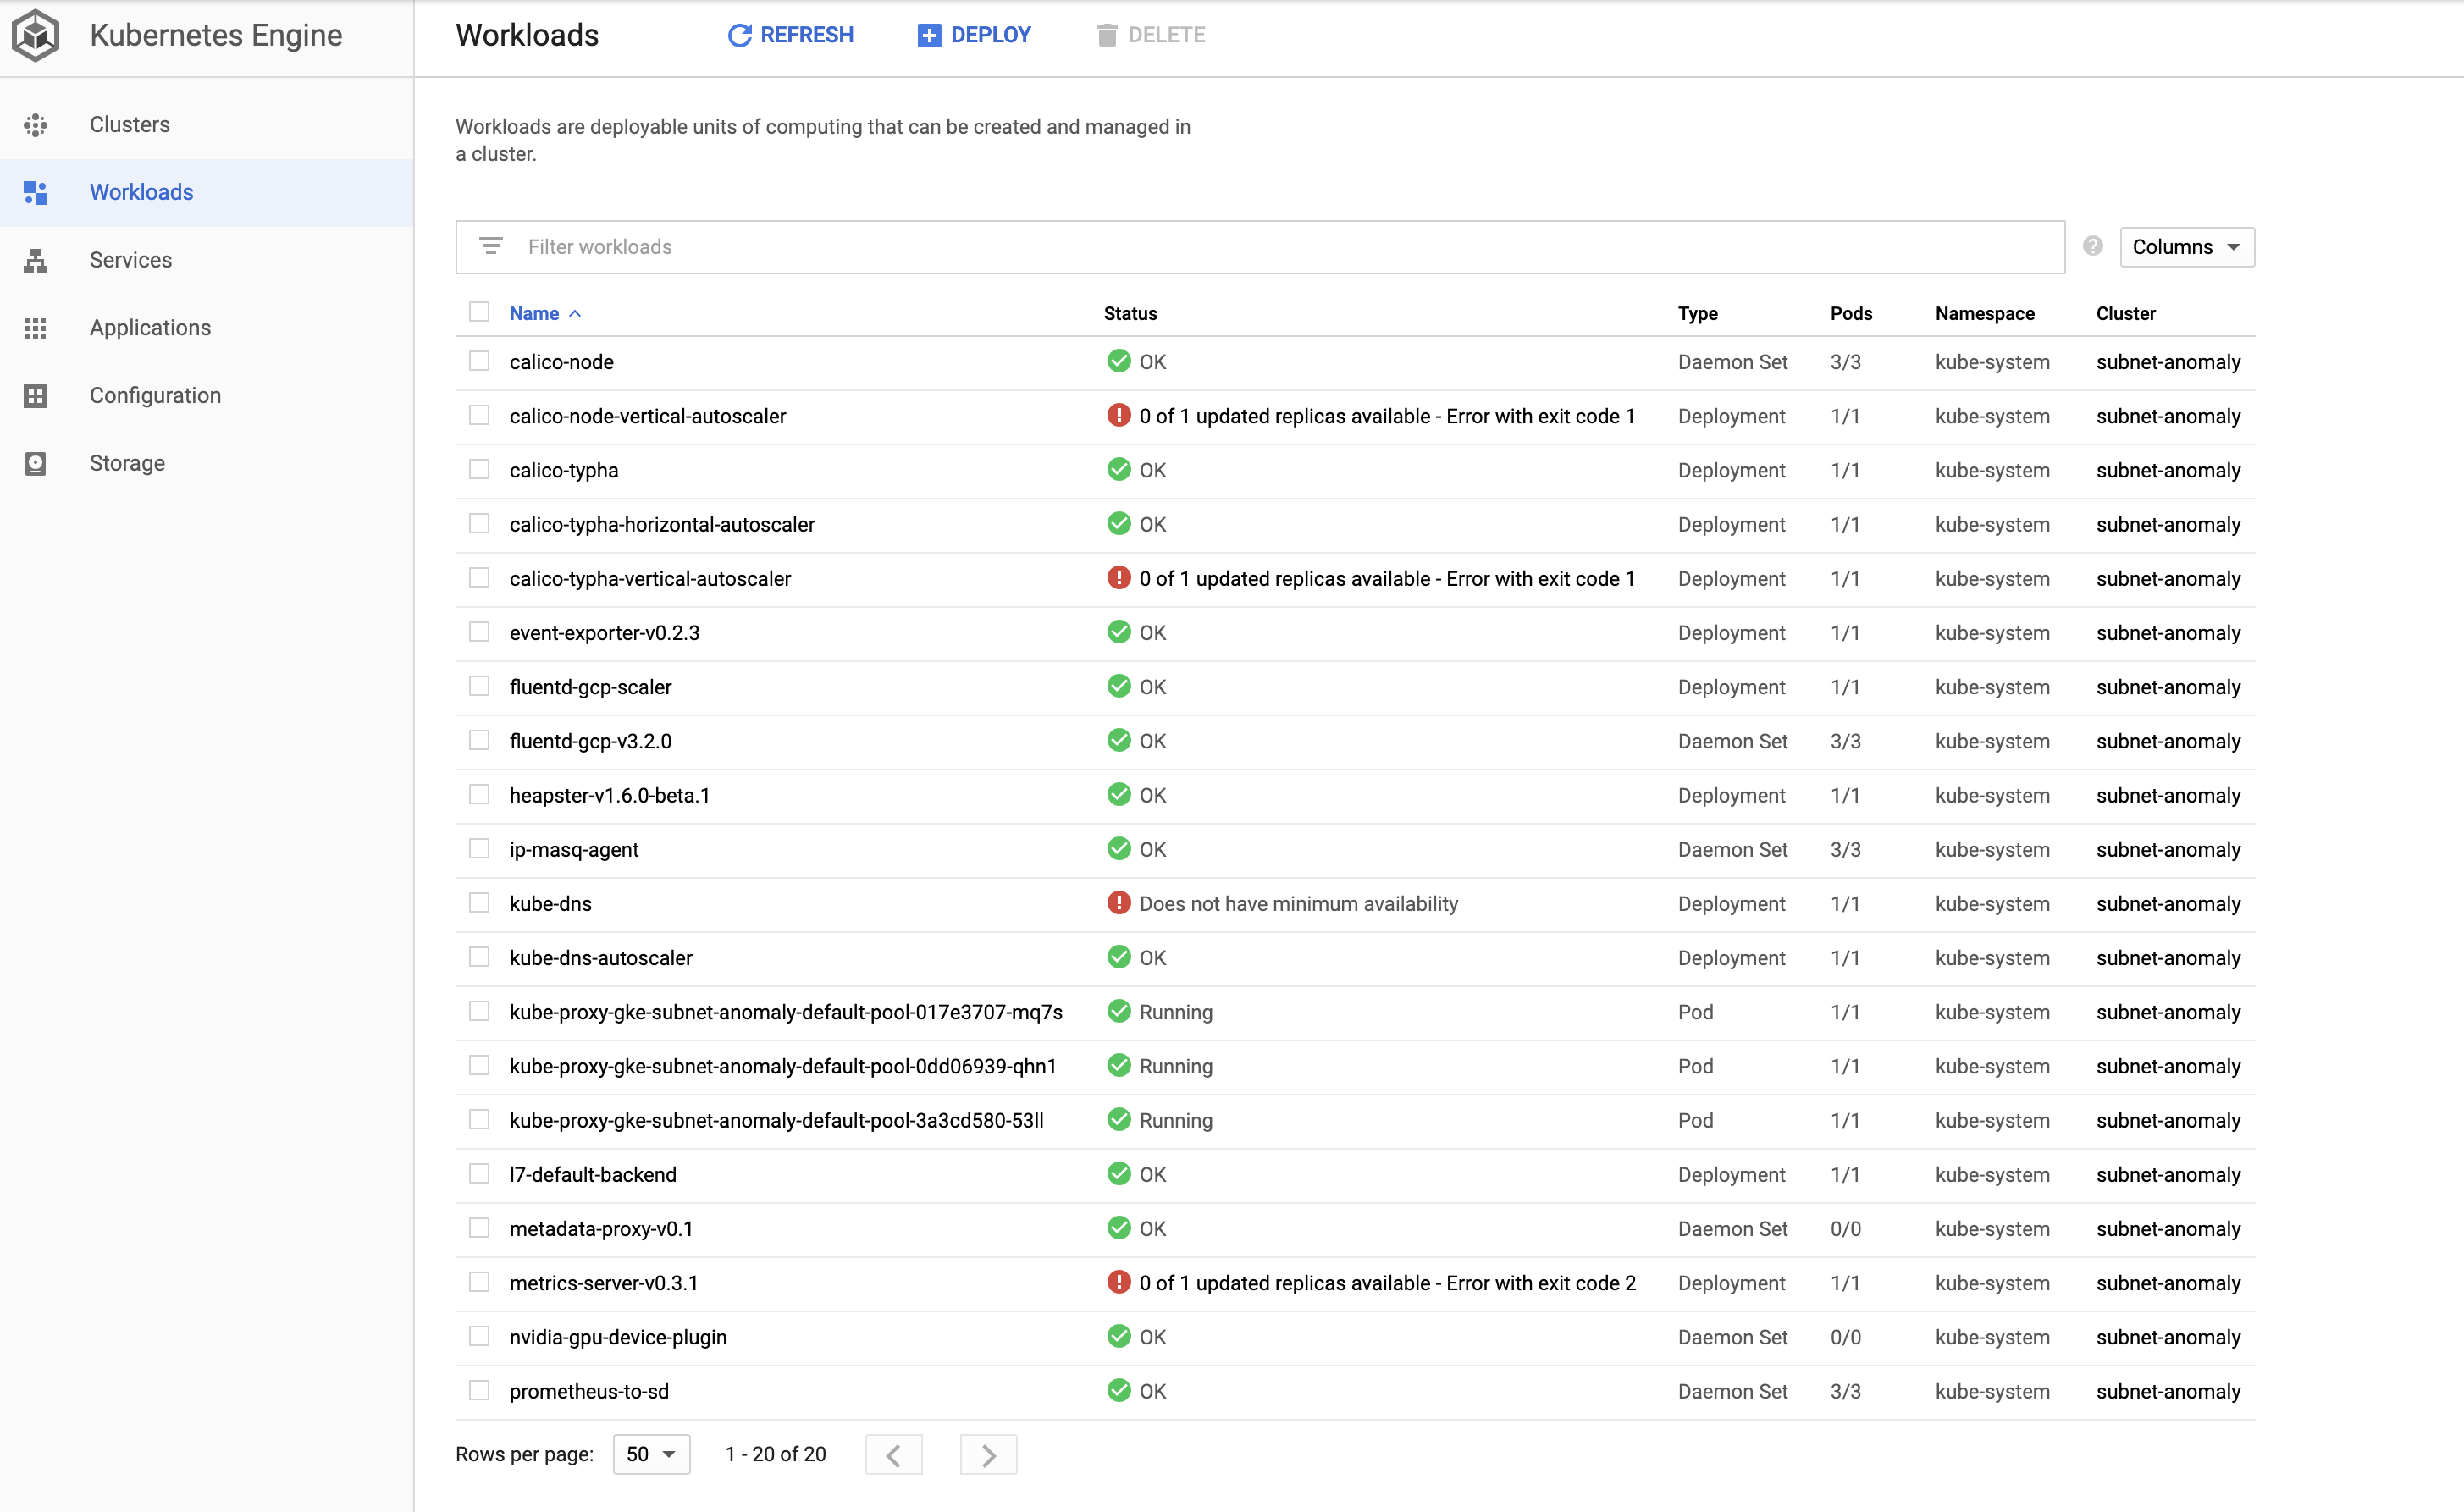 Kubernetes Engine
Workloads
REFRESH
DEPLOY
DELETE
Clusters
Workloads
Services
Applications
Configuration
Storage
Workloads are deployable units of computing that can be created and managed in
a cluster.
Filter workloads
Columns
Name Status Type Pods Namespace Cluster
calico-node OK Daemon Set 3/3 kube-system subnet-anomaly
calico-node-vertical-autoscaler 0 of 1 updated replicas available - Error with exit code 1 Deployment 1/1 kube-system subnet-anomaly
calico-typha OK Deployment 1/1 kube-system subnet-anomaly
calico-typha-horizontal-autoscaler OK Deployment 1/1 kube-system subnet-anomaly
calico-typha-vertical-autoscaler 0 of 1 updated replicas available - Error with exit code 1 Deployment 1/1 kube-system subnet-anomaly
event-exporter-v0.2.3 OK Deployment 1/1 kube-system subnet-anomaly
fluentd-gcp-scaler OK Deployment 1/1 kube-system subnet-anomaly
fluentd-gcp-v3.2.0 OK Daemon Set 3/3 kube-system subnet-anomaly
heapster-v1.6.0-beta.1 OK Deployment 1/1 kube-system subnet-anomaly
ip-masq-agent OK Daemon Set 3/3 kube-system subnet-anomaly
kube-dns Does not have minimum availability Deployment 1/1 kube-system subnet-anomaly
kube-dns-autoscaler OK Deployment 1/1 kube-system subnet-anomaly
kube-proxy-gke-subnet-anomaly-default-pool-017e3707-mq7s Running Pod 1/1 kube-system subnet-anomaly
kube-proxy-gke-subnet-anomaly-default-pool-0dd06939-qhn1 Running Pod 1/1 kube-system subnet-anomaly
kube-proxy-gke-subnet-anomaly-default-pool-3a3cd580-53ll Running Pod 1/1 kube-system subnet-anomaly
l7-default-backend OK Deployment 1/1 kube-system subnet-anomaly
metadata-proxy-v0.1 OK Daemon Set 0/0 kube-system subnet-anomaly
metrics-server-v0.3.1 0 of 1 updated replicas available - Error with exit code 2 Deployment 1/1 kube-system subnet-anomaly
nvidia-gpu-device-plugin OK Daemon Set 0/0 kube-system subnet-anomaly
prometheus-to-sd OK Daemon Set 3/3 kube-system subnet-anomaly
Rows per page: 50 1 - 20 of 20